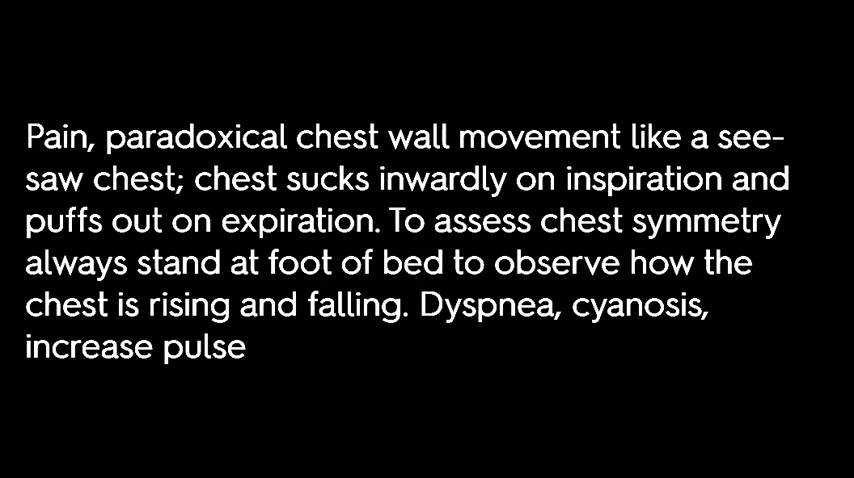 Pain, paradoxical chest wall movement like a see-
saw chest; chest sucks inwardly on inspiration and
puffs out on expiration. To assess chest symmetry
always stand at foot of bed to observe how the
chest is rising and falling. Dyspnea, cyanosis,
increase pulse